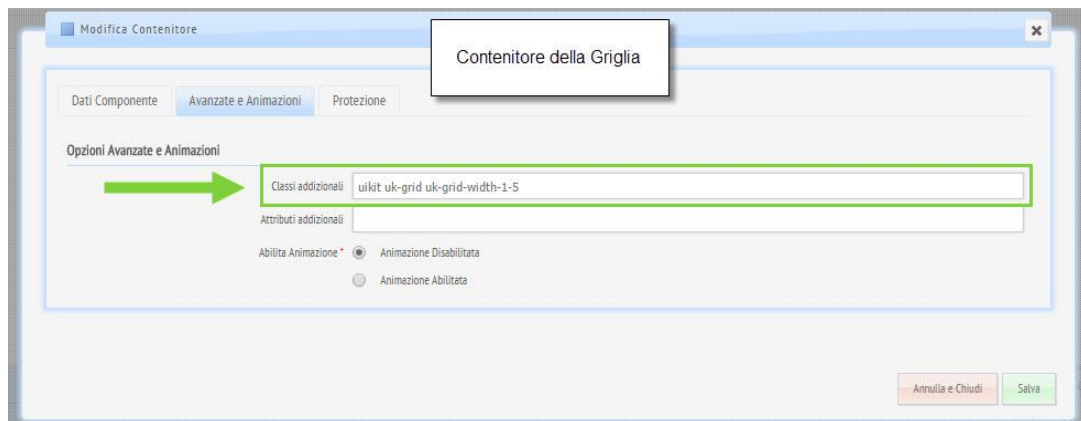 Modifica Contenitore
Contenitore della Griglia
Dati Componente
Avanzate e Animazioni
Protezione
Opzioni Avanzate e Animazioni
Classi addizionali
uikit uk-grid uk-grid-width-1-5
Attributi addizionali
Abilita Animazione *
Animazione Disabilitata
Animazione Abilitata
Annulla e Chiudi
Salva